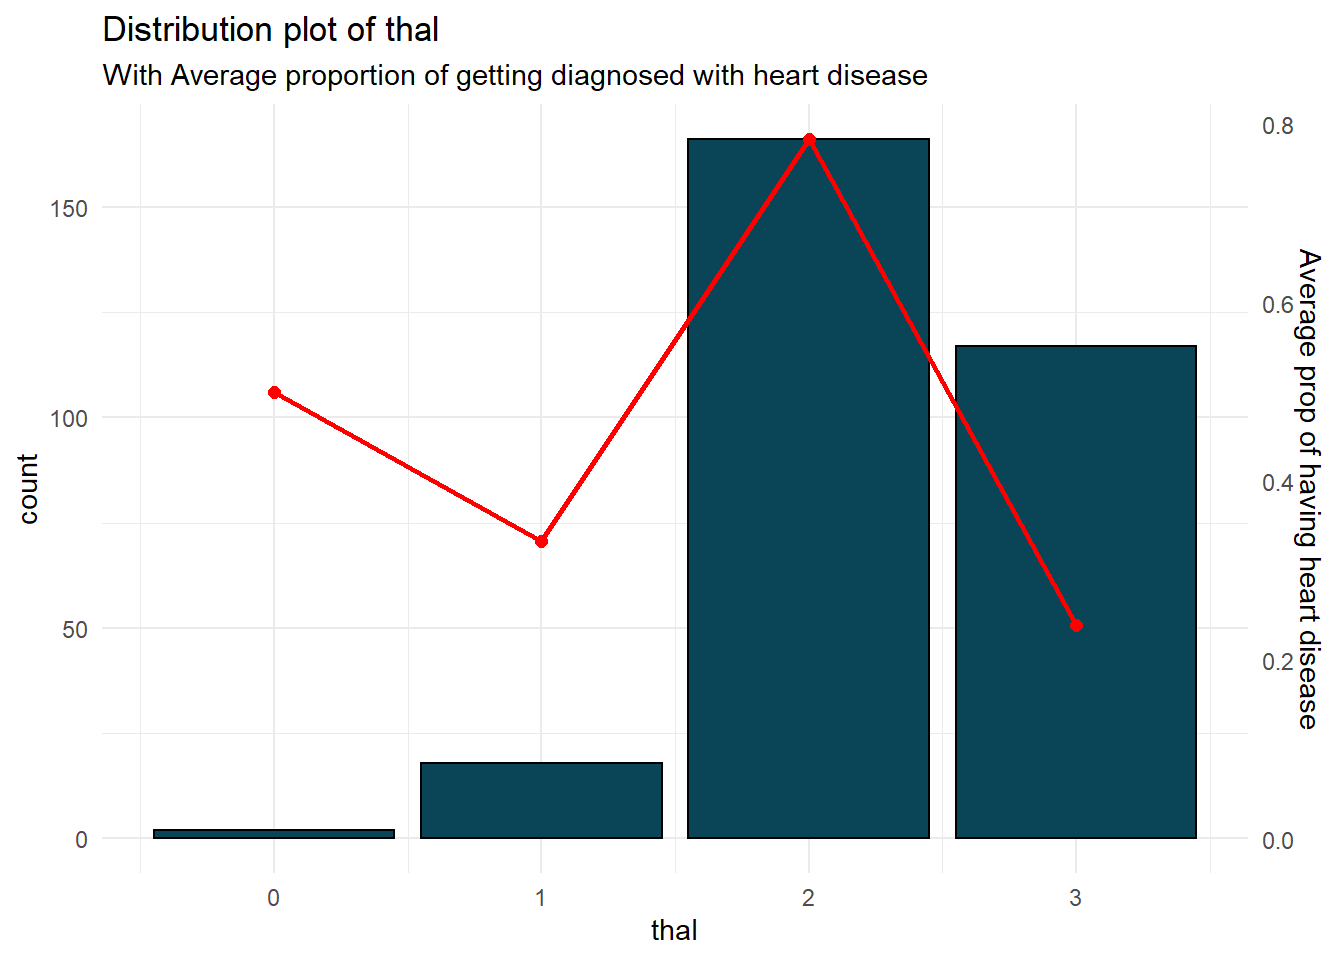 Distribution plot of thal
With Average proportion of getting diagnosed with heart disease
count
150
100
50
0
0.8
0.6
0.4
0.2
0.0
Average prop of having heart disease
0
1
2
3
thal